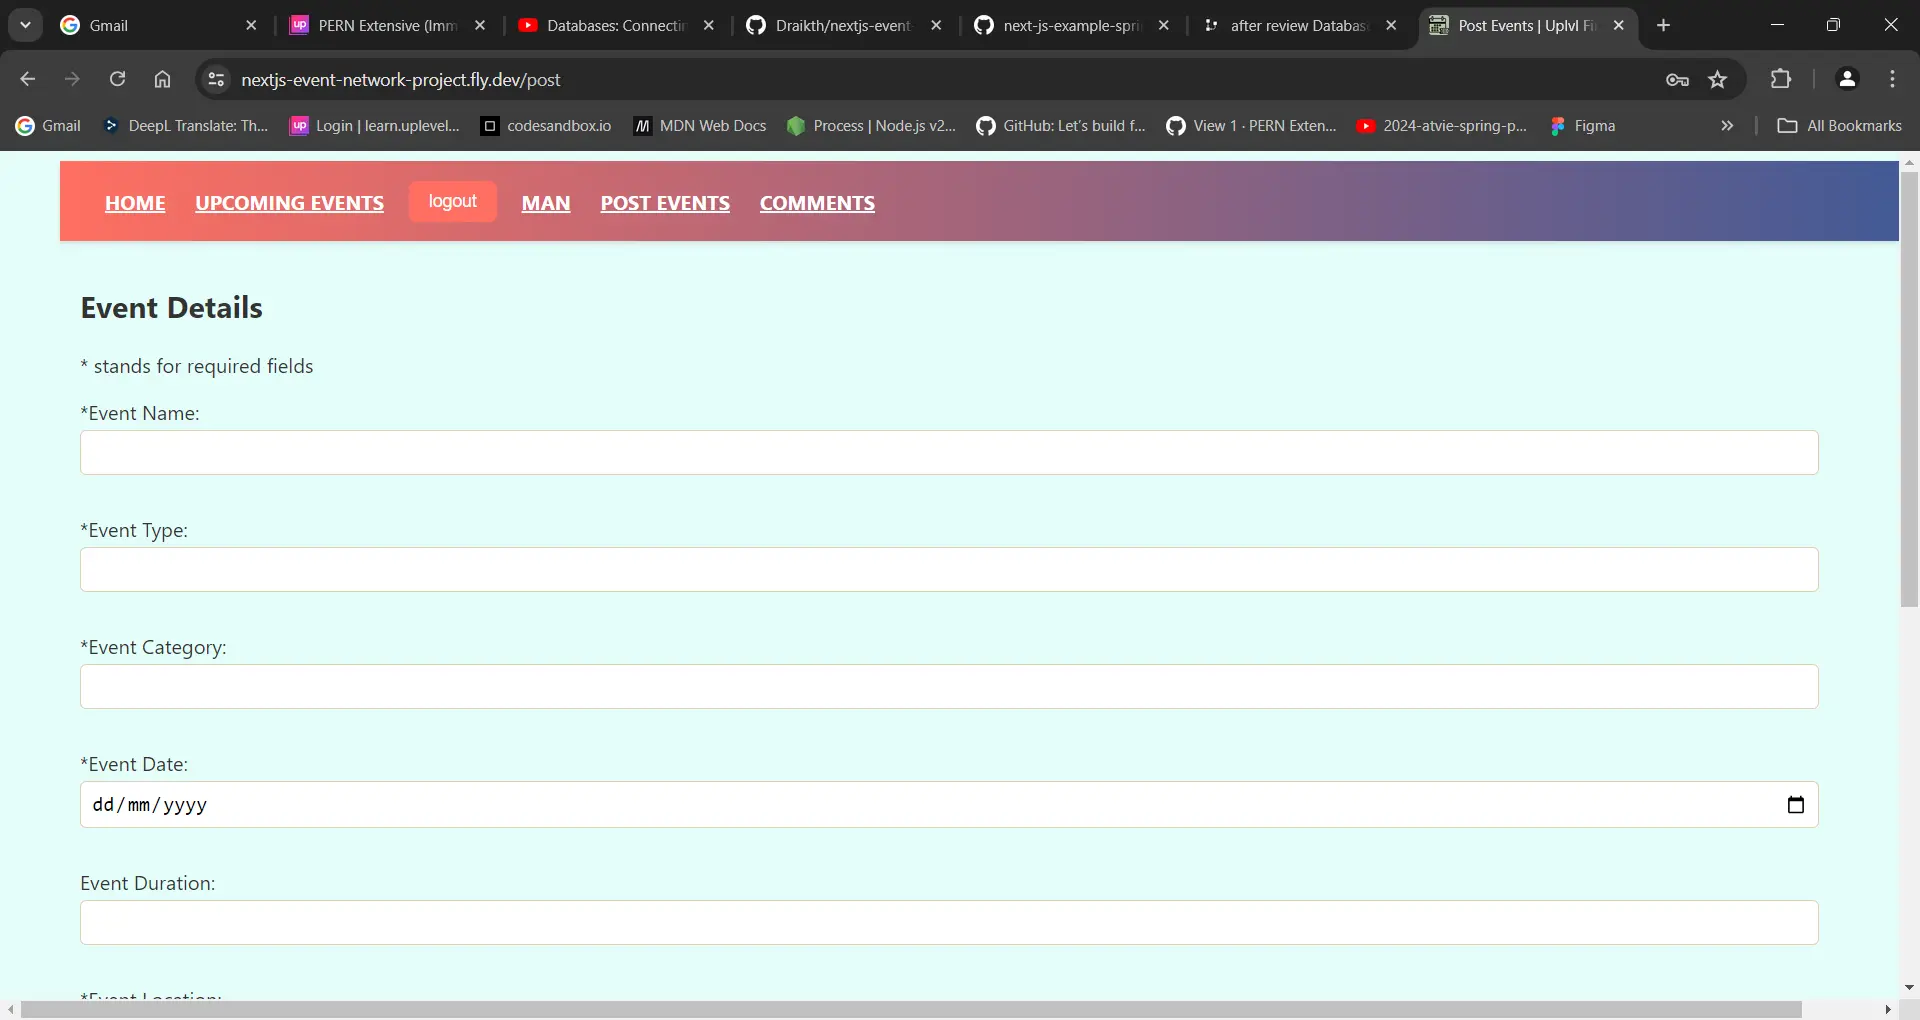 Gmail
PERN Extensive (Imm
Databases: Connectin
Draikth/nextjs-event-
next-js-example-spri
after review Databas
Post Events | Uplvl Fi
nextjs-event-network-project.fly.dev/post
Gmail
DeepL Translate: Th...
Login | learn.uplevel...
codesandbox.io
MDN Web Docs
Process | Node.js v2...
GitHub: Let's build f...
View 1 · PERN Exten...
2024-atvie-spring-p...
Figma
All Bookmarks
HOME
UPCOMING EVENTS
logout
MAN
POST EVENTS
COMMENTS
Event Details
* stands for required fields
*Event Name:
*Event Type:
*Event Category:
*Event Date:
dd/mm/yyyy
Event Duration:
*Event Location: